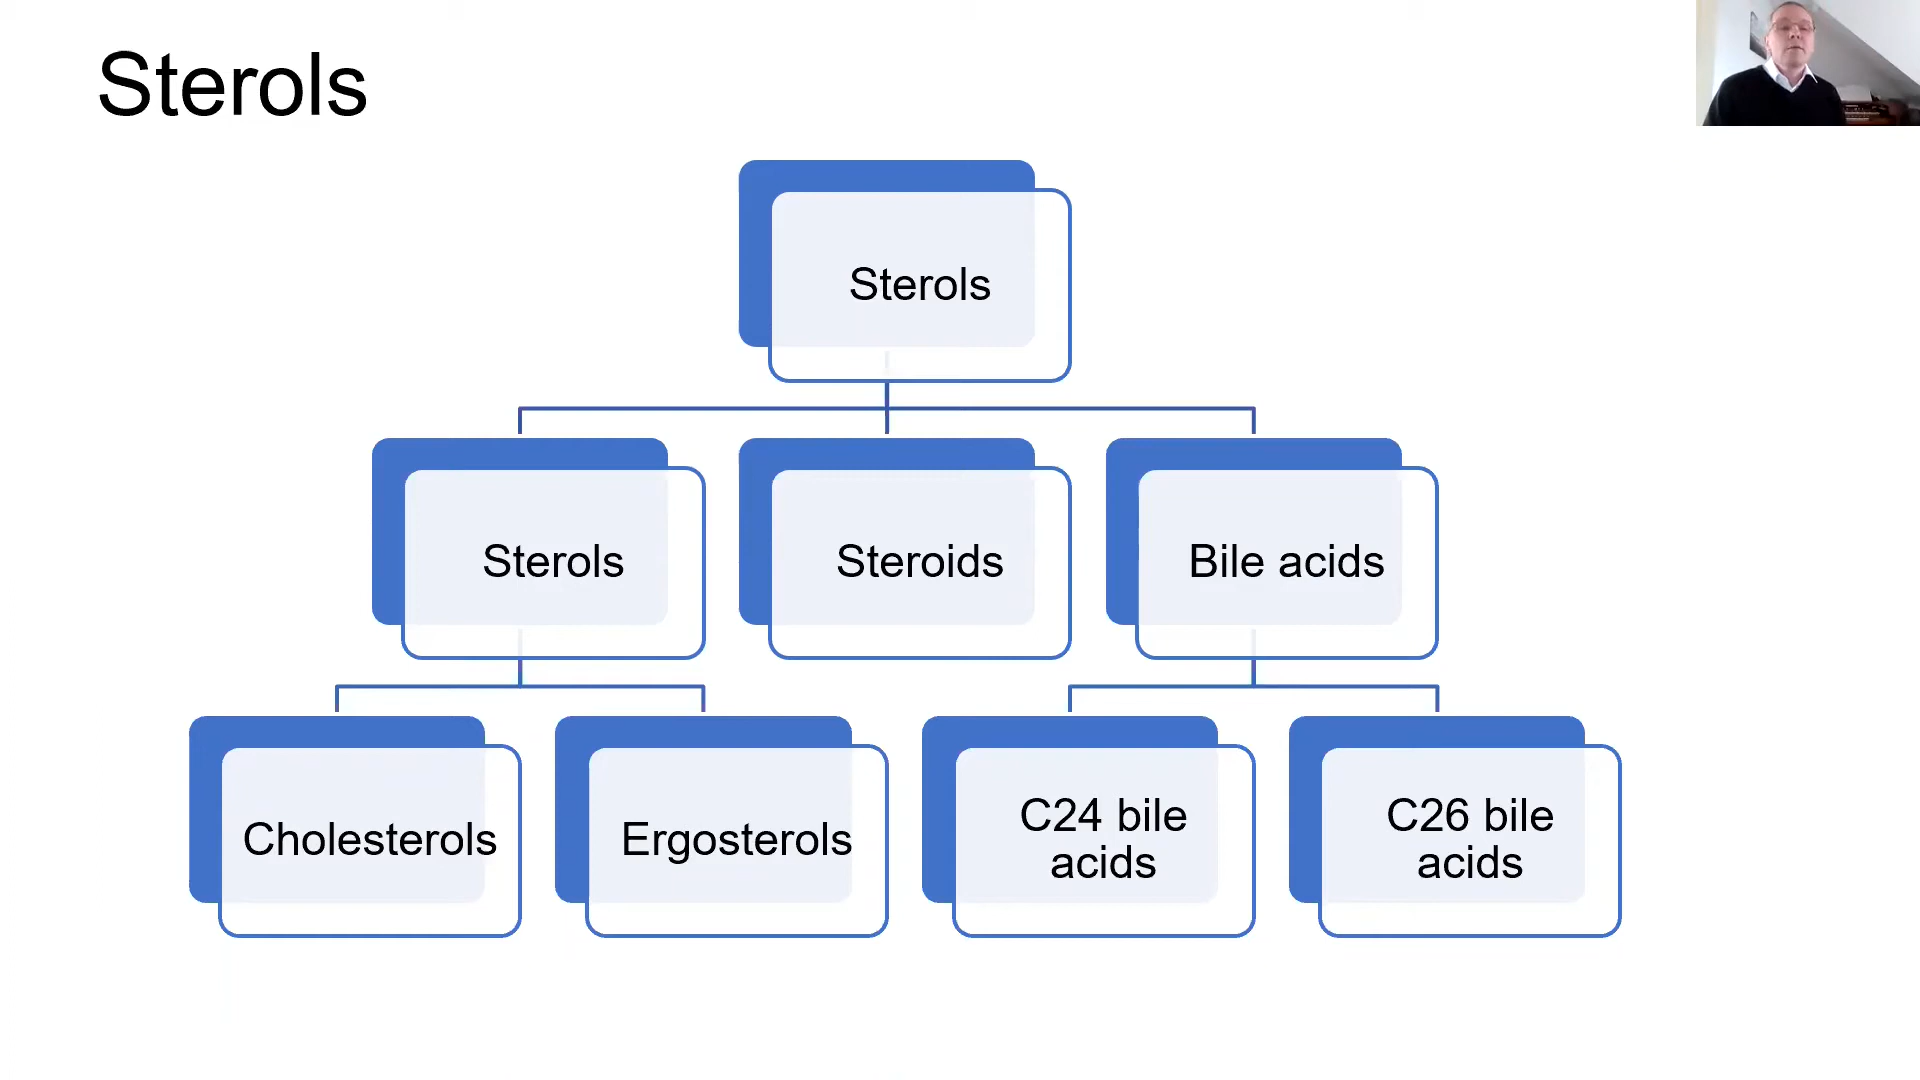 Sterols
Sterols
Sterols
Steroids
Bile acids
Cholesterols
Ergosterols
C24 bile
acids
C26 bile
acids